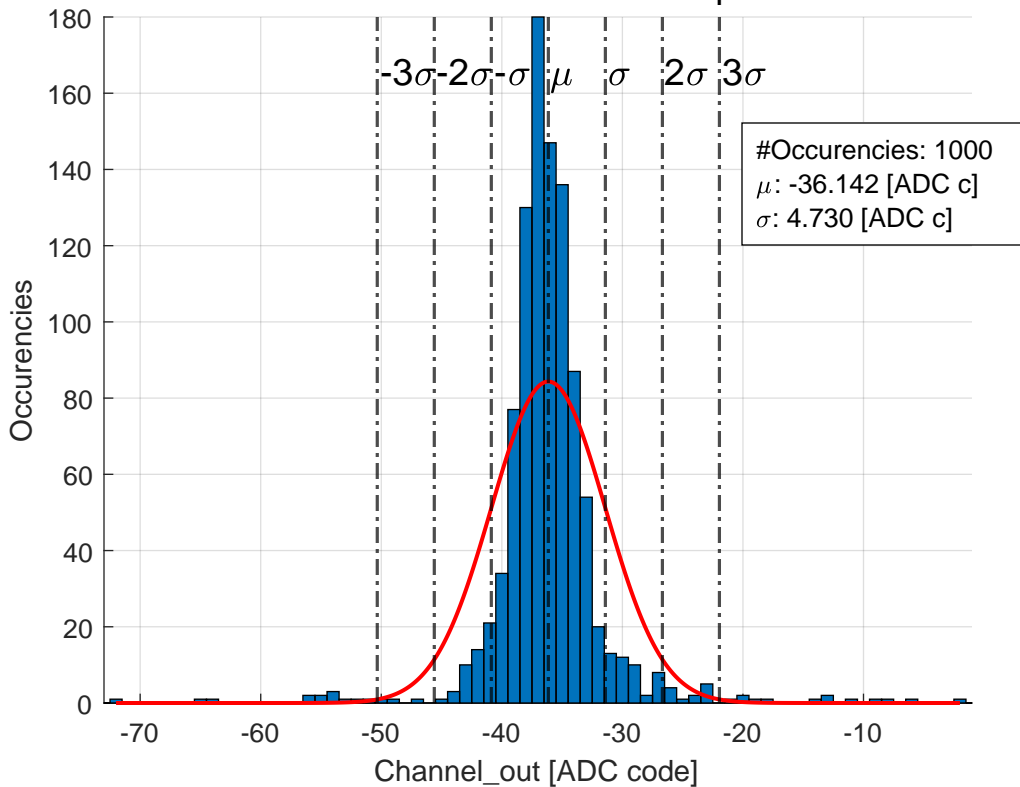 180
160
140
120
100
80
60
40
20
0
Occurencies
-3σ -2σ -σ μ σ 2σ 3σ
#Occurencies: 1000
μ: -36.142 [ADC c]
σ: 4.730 [ADC c]
-70 -60 -50 -40 -30 -20 -10
Channel_out [ADC code]